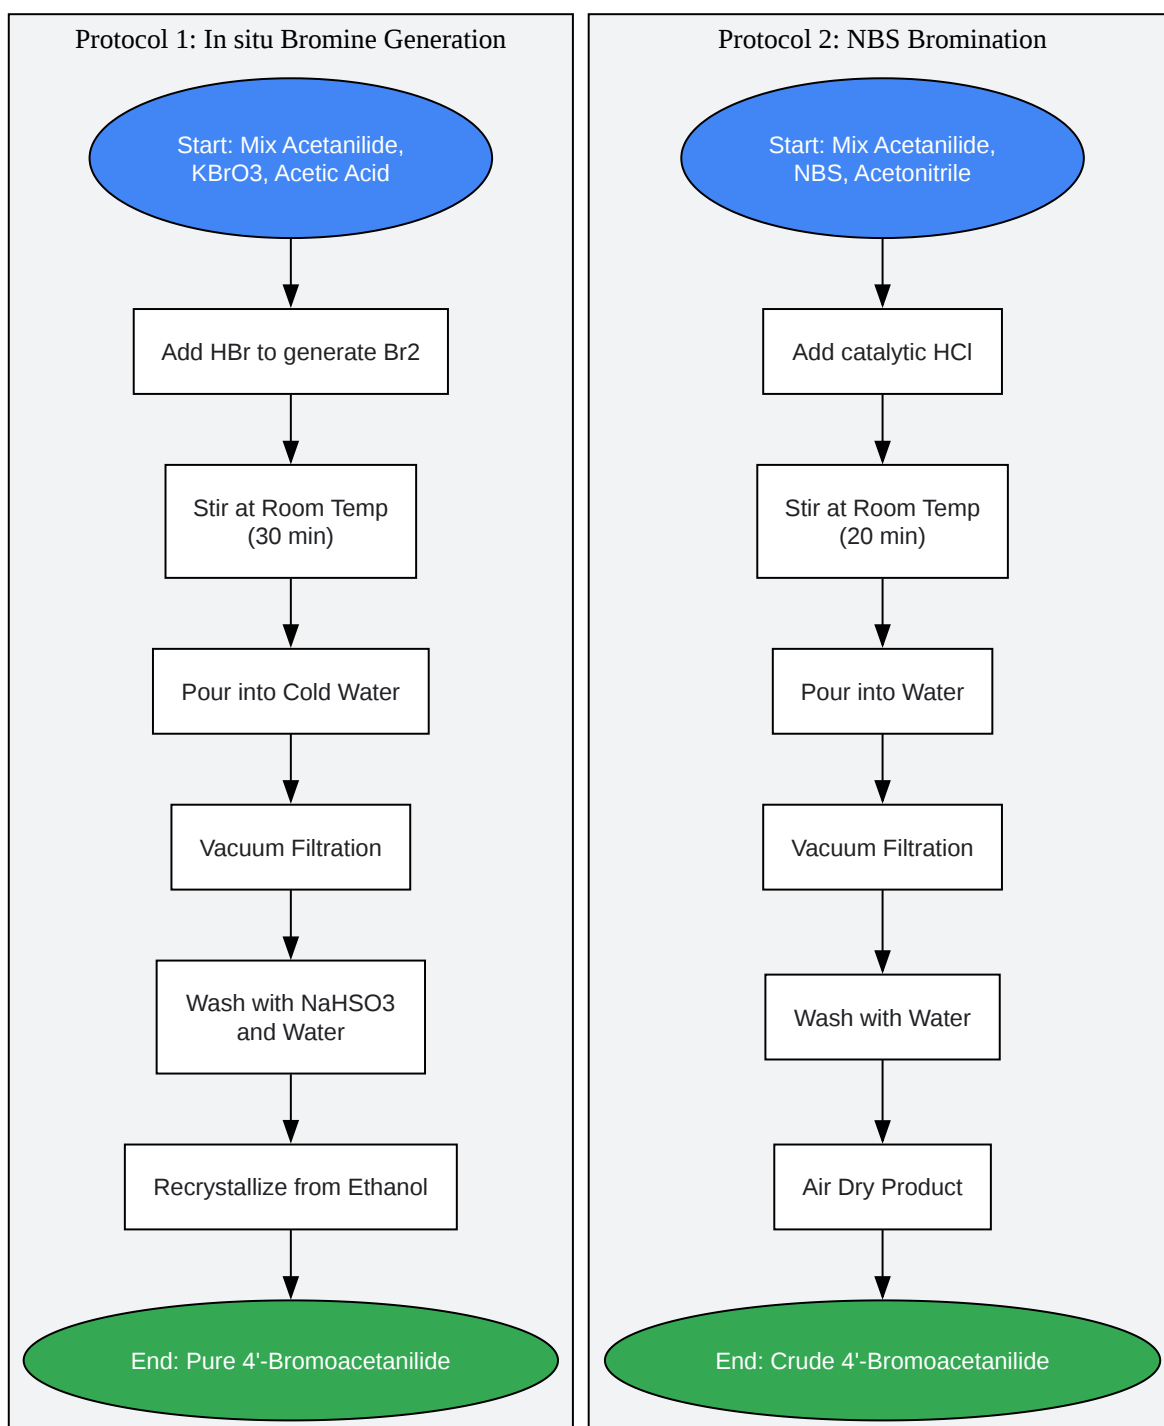 Protocol 1: In situ Bromine Generation
Start: Mix Acetanilide,
KBrO3, Acetic Acid
Add HBr to generate Br2
Stir at Room Temp
(30 min)
Pour into Cold Water
Vacuum Filtration
Wash with NaHSO3
and Water
Recrystallize from Ethanol
End: Pure 4'-Bromoacetanilide
Protocol 2: NBS Bromination
Start: Mix Acetanilide,
NBS, Acetonitrile
Add catalytic HCl
Stir at Room Temp
(20 min)
Pour into Water
Vacuum Filtration
Wash with Water
Air Dry Product
End: Crude 4'-Bromoacetanilide